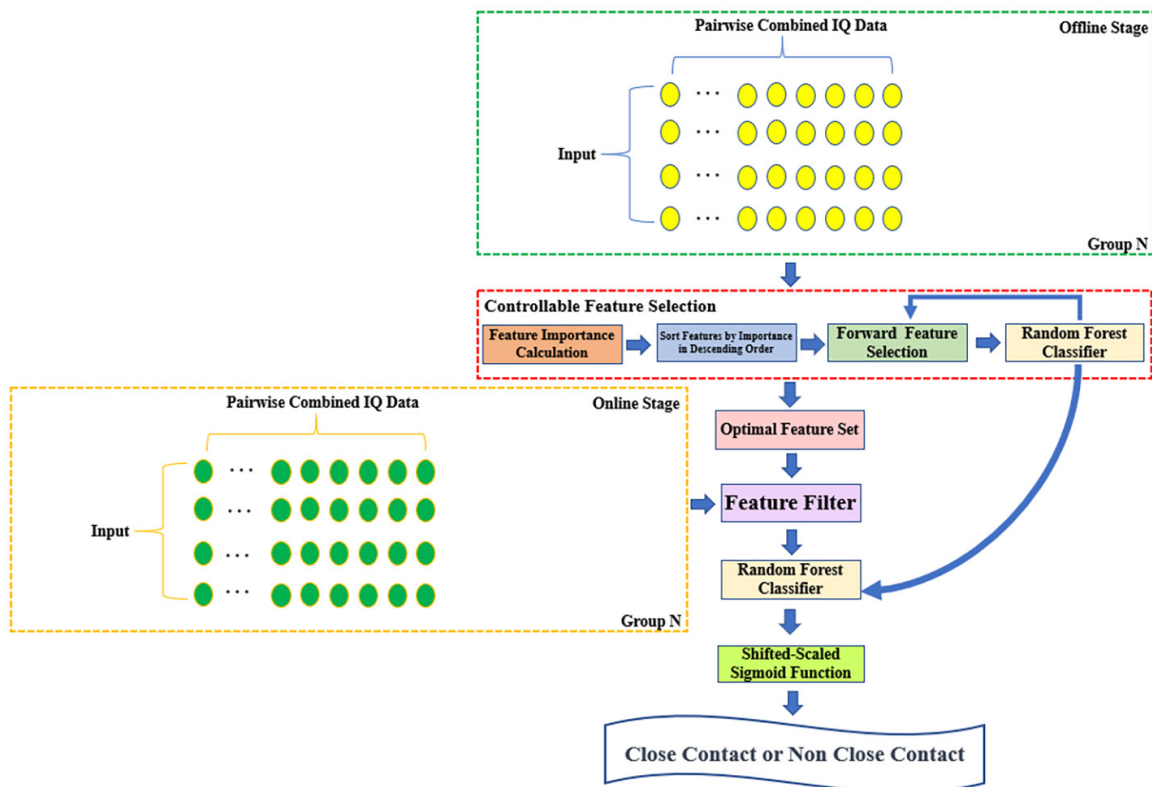 Pairwise Combined IQ Data
Offline Stage
Input
Group N
Controllable Feature Selection
Feature Importance
Calculation
Sort Features by Importance
in Descending Order
Forward Feature
Selection
Random Forest
Classifier
Pairwise Combined IQ Data
Online Stage
Input
Group N
Optimal Feature Set
Feature Filter
Random Forest
Classifier
Shifted-Scaled
Sigmoid Function
Close Contact or Non Close Contact